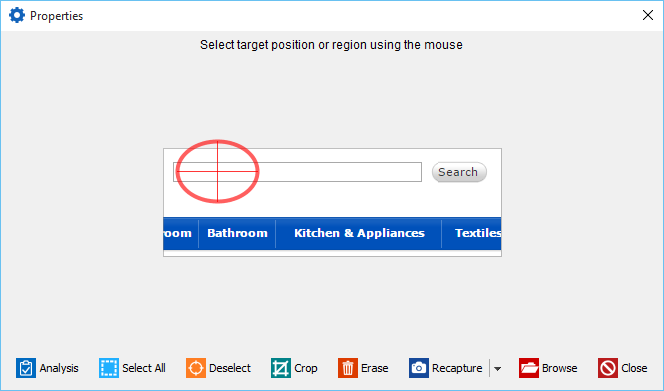 Properties
Select target position or region using the mouse
Search
oom Bathroom Kitchen & Appliances Textiles
Analysis Select All Deselect Crop Erase Recapture Browse Close